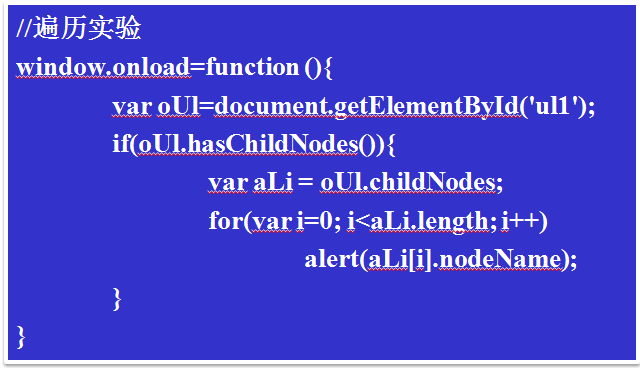 //遍历实验
window.onload=function (){
var oUl=document.getElementById('ul1');
if(oUl.hasChildNodes()){
var aLi = oUl.childNodes;
for(var i=0; i<aLi.length; i++)
alert(aLi[i].nodeName);
}
}